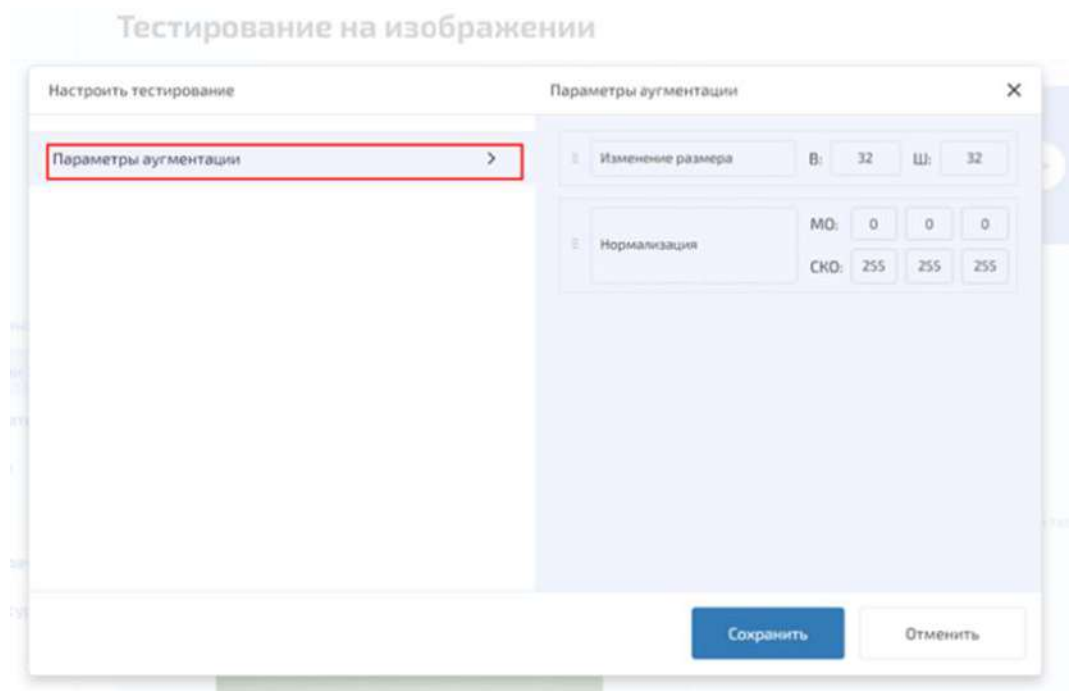 Тестирование на изображении
Настроить тестирование
Параметры аугментации
Параметры аугментации
Изменение размера В: 32 Ш: 32
Нормализация
МО: 0 0 0
СКО: 255 255 255
Сохранить
Отменить